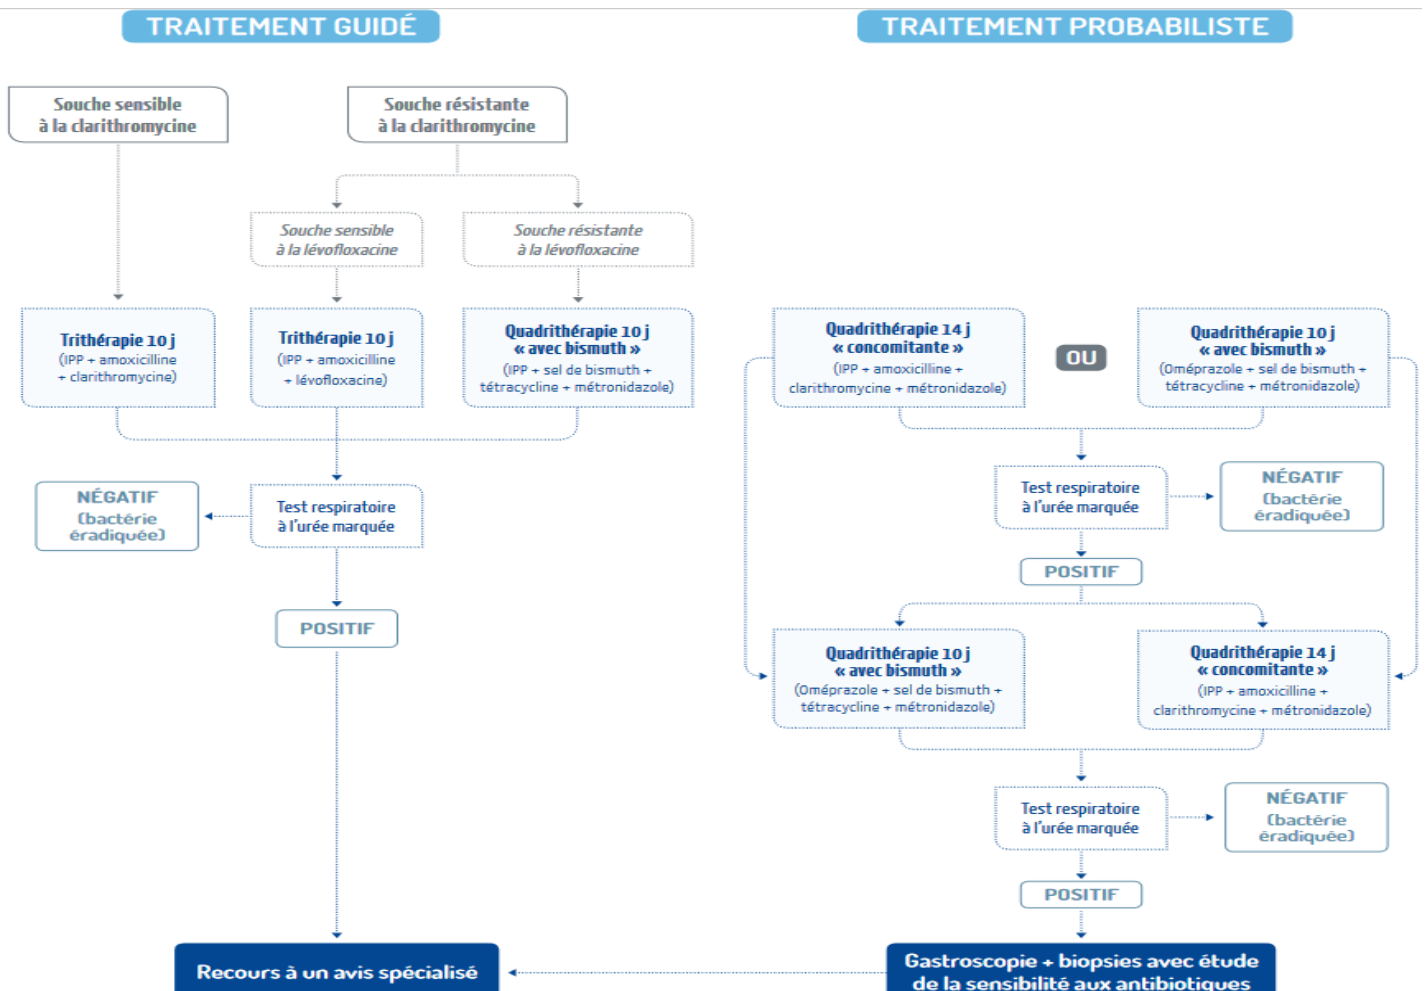 TRAITEMENT GUIDÉ
Souche sensible
à la clarithromycine
Souche résistante
à la clarithromycine
Souche sensible
à la lévofloxacine
Souche résistante
à la lévofloxacine
Trithérapie 10 j
(IPP + amoxicilline
+ clarithromycine)
Trithérapie 10 j
(IPP + amoxicilline
+ lévofloxacine)
Quadrithérapie 10 j
« avec bismuth »
(IPP + sel de bismuth +
tétracycline + métronidazole)
NÉGATIF
(bactérie
éradiquée)
Test respiratoire
à l'urée marquée
POSITIF
Recours à un avis spécialisé
TRAITEMENT PROBABILISTE
Quadrithérapie 14 j
« concomitante »
(IPP + amoxicilline +
clarithromycine + métronidazole)
OU
Quadrithérapie 10 j
« avec bismuth »
(Oméprazole + sel de bismuth +
tétracycline + métronidazole)
Test respiratoire
à l'urée marquée
NÉGATIF
(bactérie
éradiquée)
POSITIF
Quadrithérapie 10 j
« avec bismuth »
(Oméprazole + sel de bismuth +
tétracycline + métronidazole)
Quadrithérapie 14 j
« concomitante »
(IPP + amoxicilline +
clarithromycine + métronidazole)
Test respiratoire
à l'urée marquée
NÉGATIF
(bactérie
éradiquée)
POSITIF
Gastroscopie + biopsies avec étude
de la sensibilité aux antibiotiques